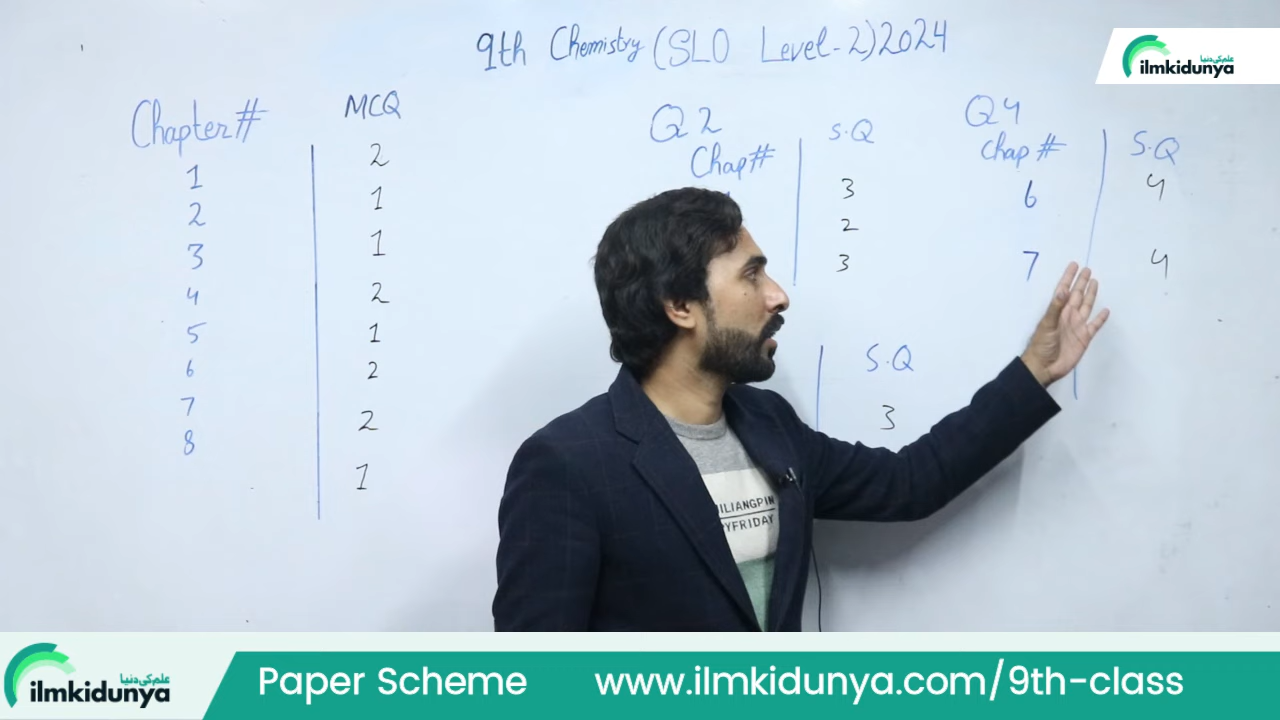 9th Chemistry (SLO Level-2) 2024
علم کی دنیا
ilmkidunya
Chapter# MCQ
1 2
2 1
3 1
4 2
5 1
6 2
7 2
8 1
Q2
Chap# S.Q
3
2
3
S.Q
3
Q4
Chap# S.Q
6 4
7 4
ILIANGPIN
YFRIDAY
علم کی دنیا
ilmkidunya
Paper Scheme www.ilmkidunya.com/9th-class